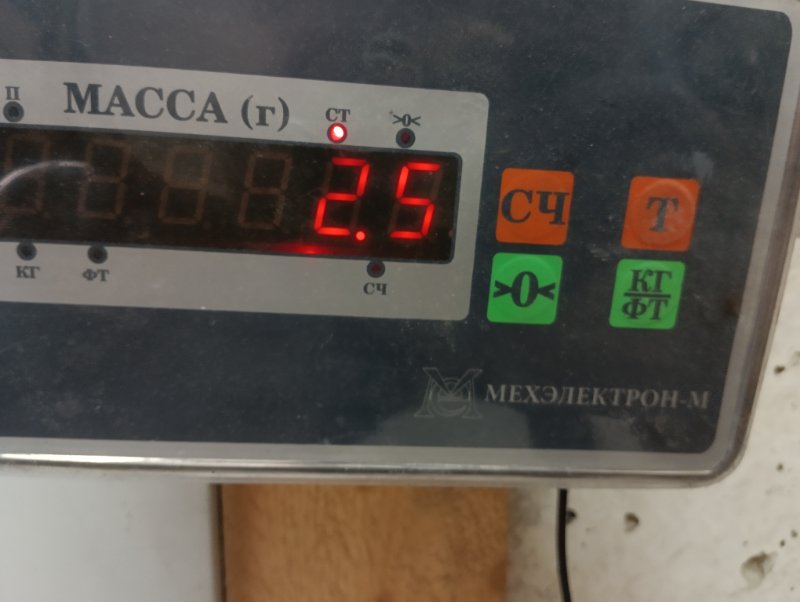 П
МАССА (г)
СТ
>0<
2.5
КГ
ФТ
СЧ
СЧ
Т
>0<
КГ
ФТ
МЕХЭЛЕКТРОН-М